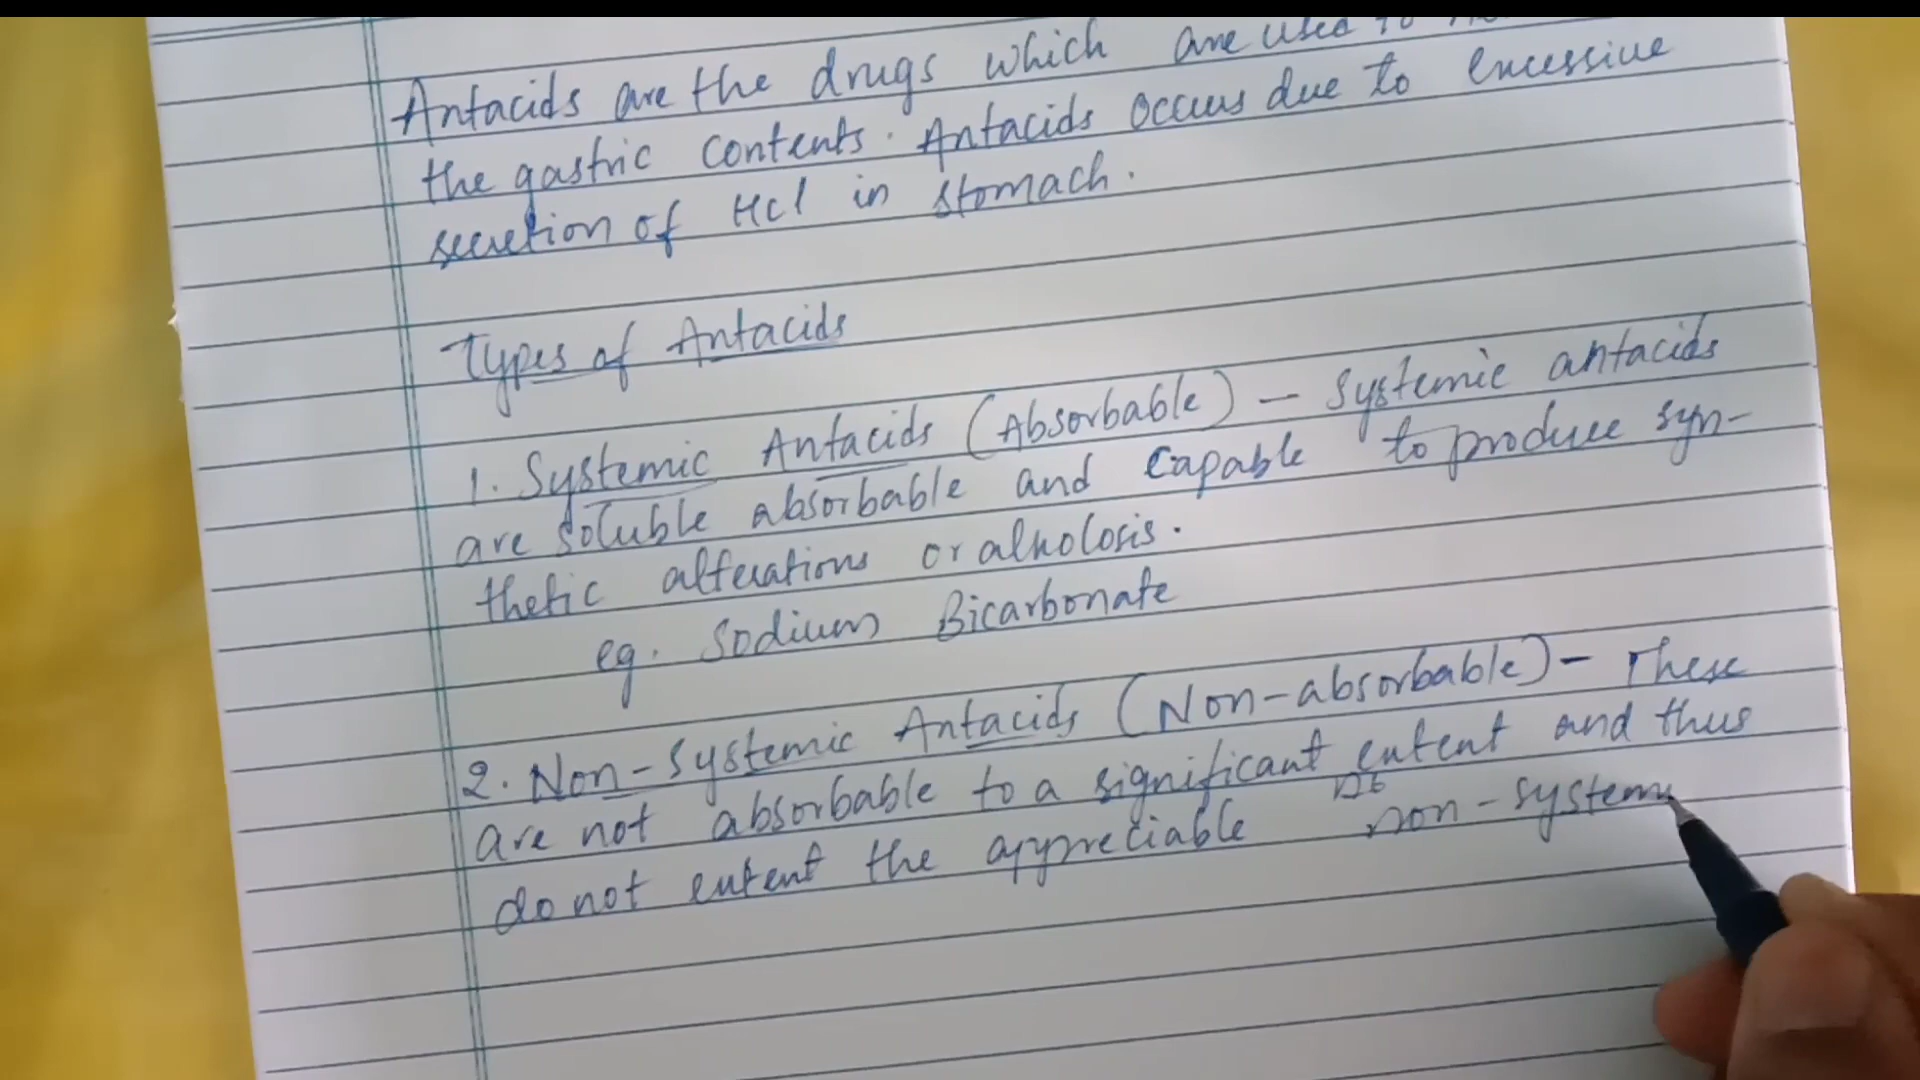 Antacids are the drugs which are used to
the gastric contents. Antacids occurs due to excessive
secretion of HCl in stomach.
Types of Antacids
1. Systemic Antacids (Absorbable) - Systemic antacids
are soluble absorbable and capable to produce syn-
thetic alterations or alkolosis.
eg. Sodium Bicarbonate
2. Non-systemic Antacids (Non-absorbable) - These
are not absorbable to a significant extent and thus
do not extent the appreciable non-system